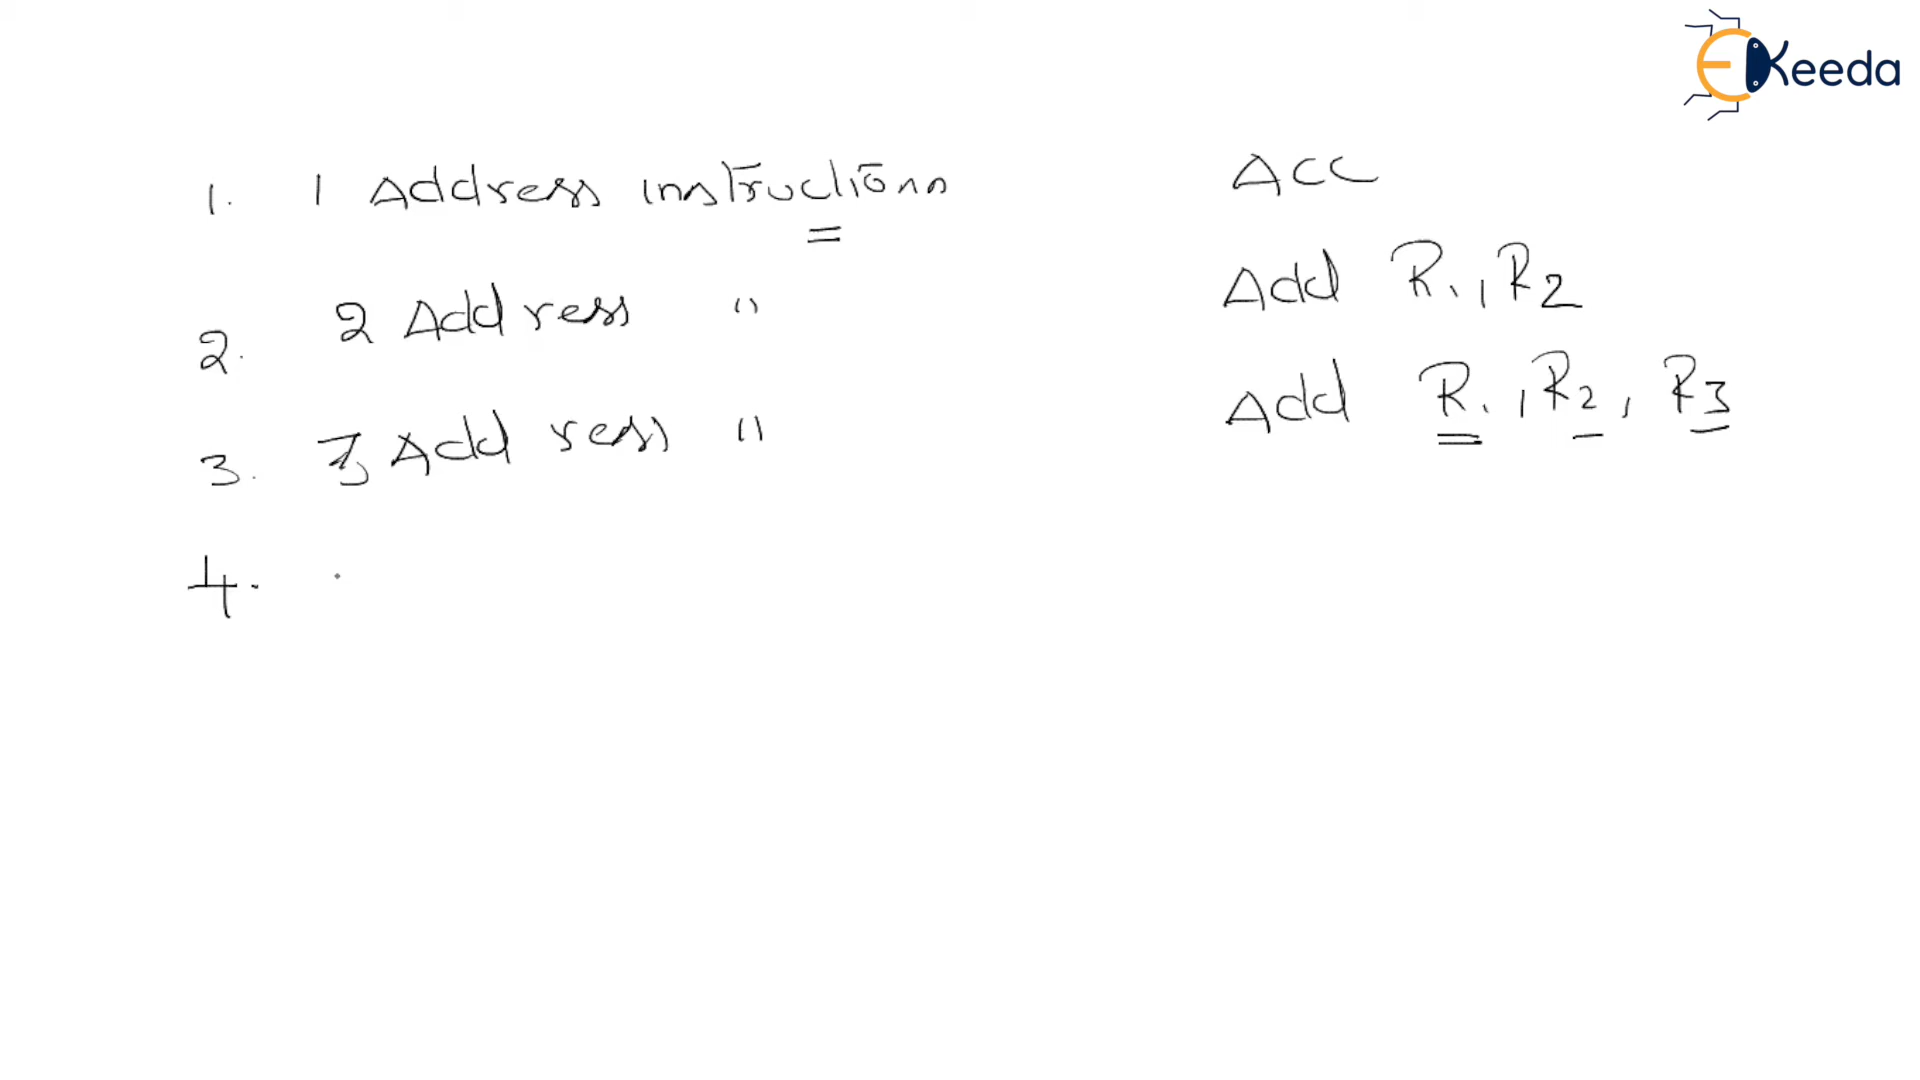 EKeeda
1. 1 Address instructions
ACC
2. 2 Address "
Add R1, R2
3. 3 Address "
Add R1, R2, R3
4.